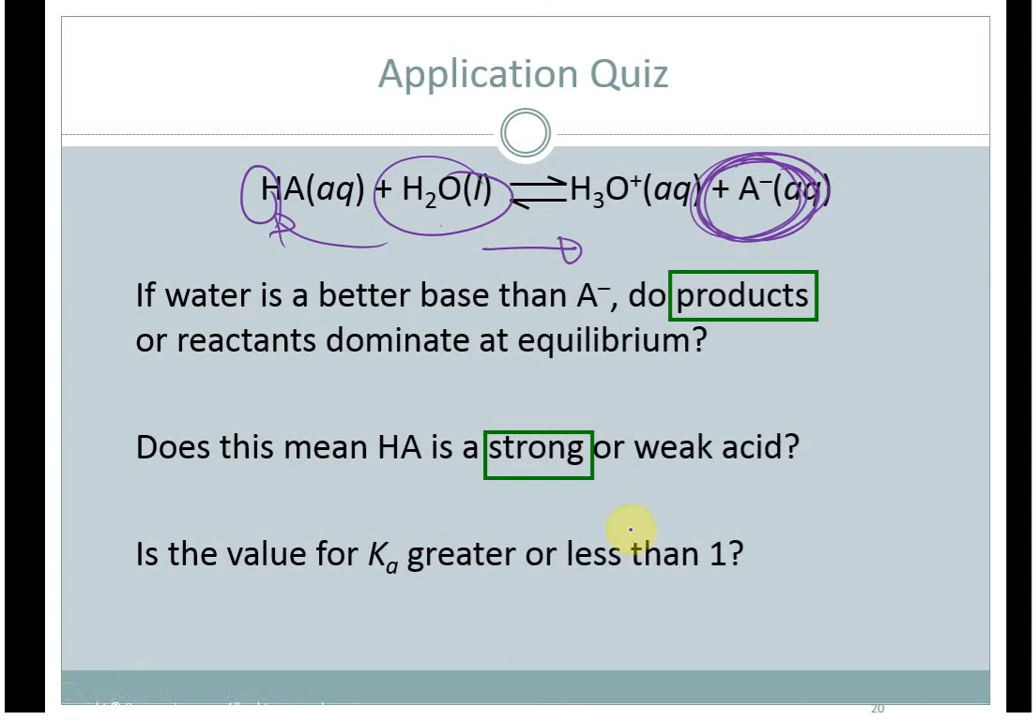 Application Quiz
HA(aq) + H₂O(l) ⇌ H₃O⁺(aq) + A⁻(aq)
If water is a better base than A⁻, do products
or reactants dominate at equilibrium?
Does this mean HA is a strong or weak acid?
Is the value for Kₐ greater or less than 1?
20